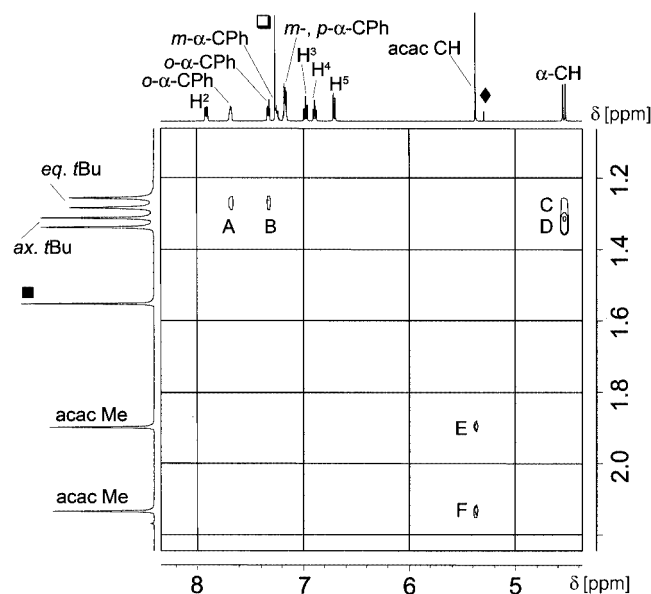 m-α-CPh
m-, p-α-CPh
o-α-CPh
o-α-CPh
H²
H³
H⁴
H⁵
acac CH
α-CH
δ [ppm]
δ [ppm]
eq. tBu
ax. tBu
acac Me
acac Me
A
B
C
D
E
F
1.2
1.4
1.6
1.8
2.0
8
7
6
5
δ [ppm]